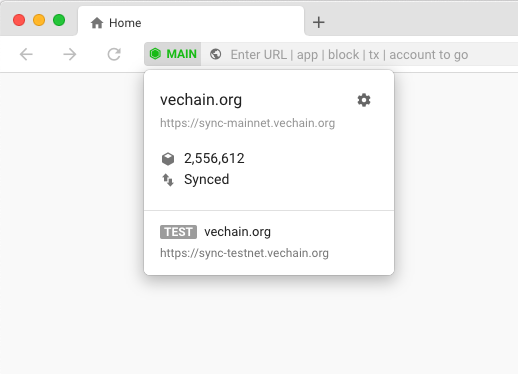 Home
MAIN Enter URL | app | block | tx | account to go
vechain.org
https://sync-mainnet.vechain.org
2,556,612
Synced
TEST vechain.org
https://sync-testnet.vechain.org